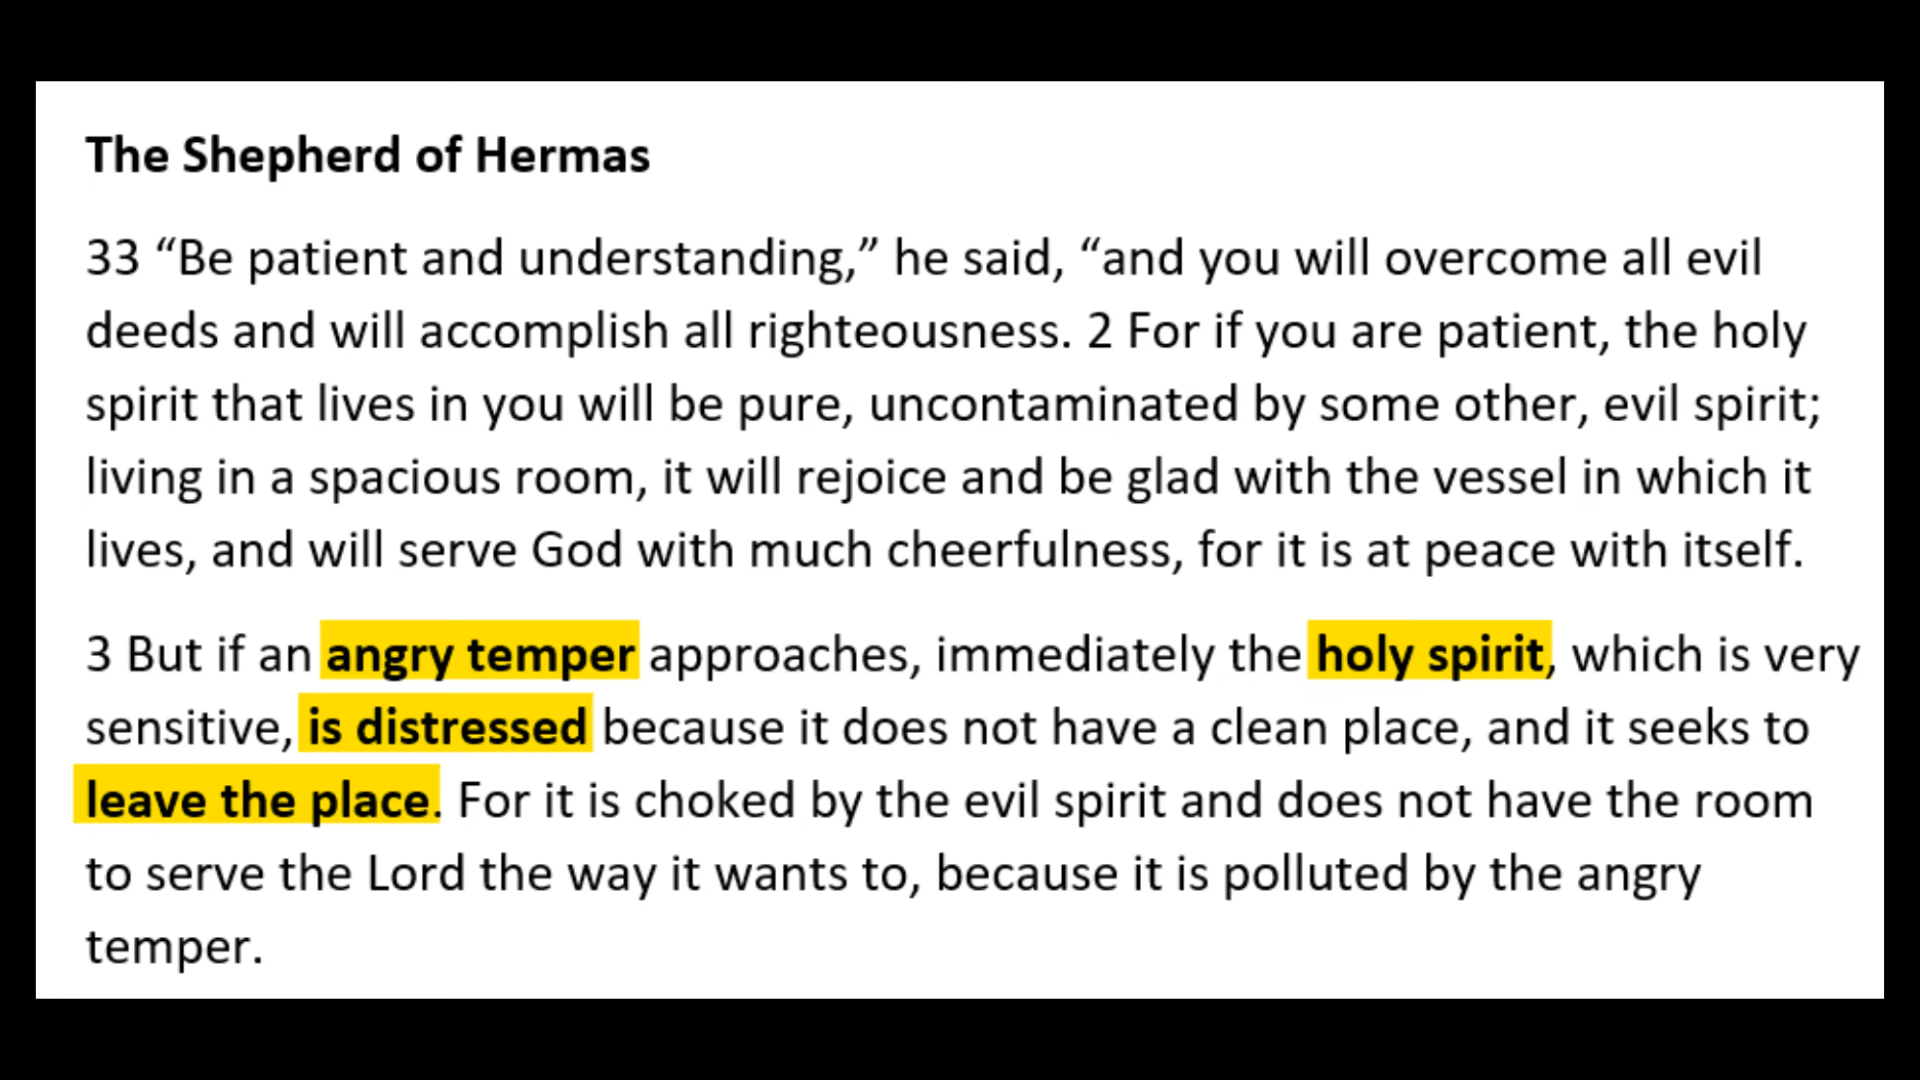 The Shepherd of Hermas
33 “Be patient and understanding,” he said, “and you will overcome all evil
deeds and will accomplish all righteousness. 2 For if you are patient, the holy
spirit that lives in you will be pure, uncontaminated by some other, evil spirit;
living in a spacious room, it will rejoice and be glad with the vessel in which it
lives, and will serve God with much cheerfulness, for it is at peace with itself.
3 But if an angry temper approaches, immediately the holy spirit, which is very
sensitive, is distressed because it does not have a clean place, and it seeks to
leave the place. For it is choked by the evil spirit and does not have the room
to serve the Lord the way it wants to, because it is polluted by the angry
temper.